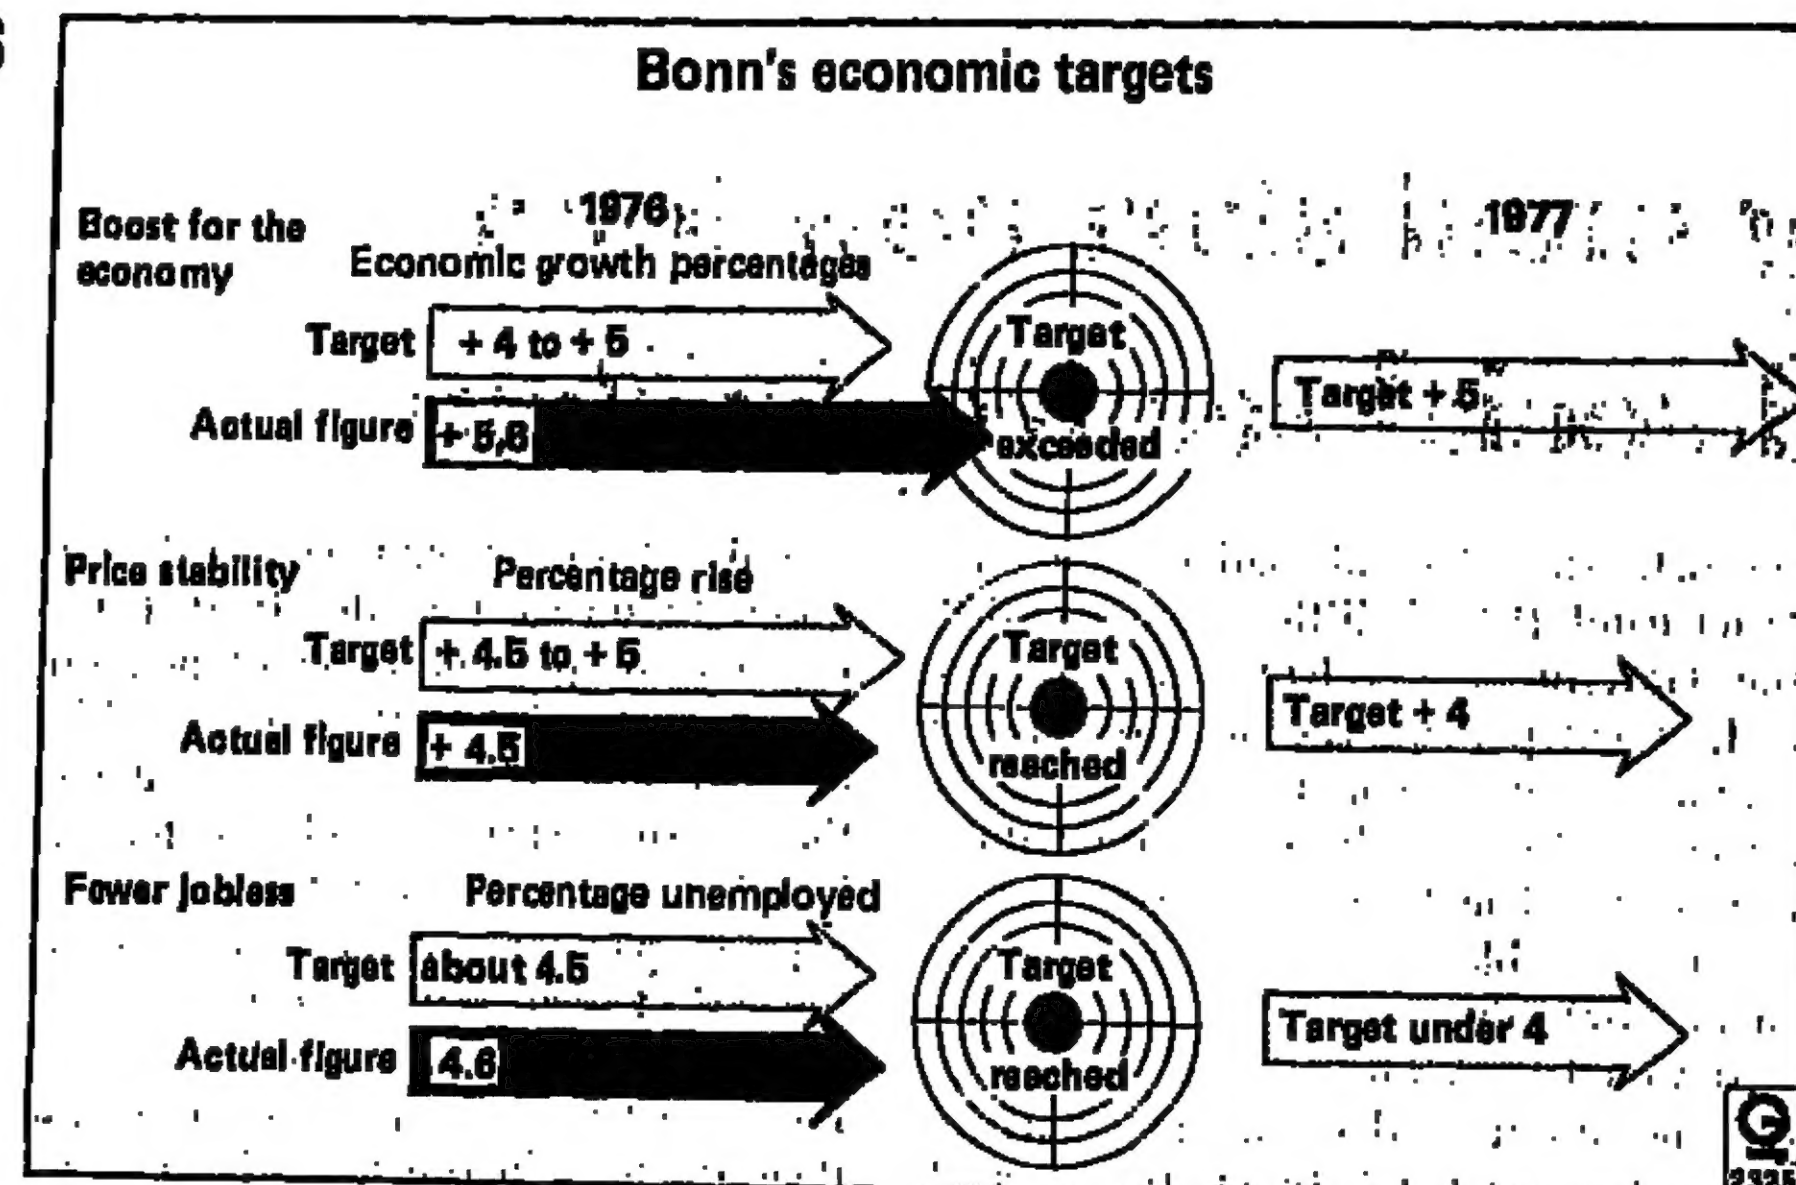 Bonn's economic targets
1976
1977
Boost for the
economy
Economic growth percentages
Target
+ 4 to + 5
Target
exceeded
Target + 5
Actual figure
+ 5,6
Price stability
Percentage rise
Target
+ 4.5 to + 5
Target
reached
Target + 4
Actual figure
+ 4.5
Fewer jobless
Percentage unemployed
Target
about 4.5
Target
reached
Target under 4
Actual figure
4.6